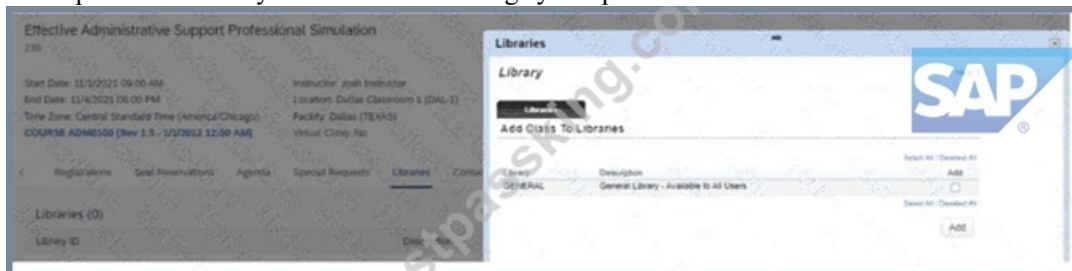 Effective Administrative Support Professional Simulation
Start Date: 11/3/2021 09:00 AM
End Date: 11/4/2021 06:00 PM
Time Zone: Central Standard Time (America/Chicago)
COURSE ADM0500 (Rev 1.5 - 1/1/2012 12:00 AM)
Instructor: Josh Instructor
Location: Dallas Classroom 1 (DAL-1)
Facility: Dallas (TEXAS)
Virtual Class: No
Registrations Seat Reservations Agenda Special Requests Libraries
Libraries (0)
Library ID
Libraries
Library
SAP
Libraries
Add Class To Libraries
Select All / Deselect All
Library Description Add
GENERAL General Library - Available to All Users
Select All / Deselect All
Add